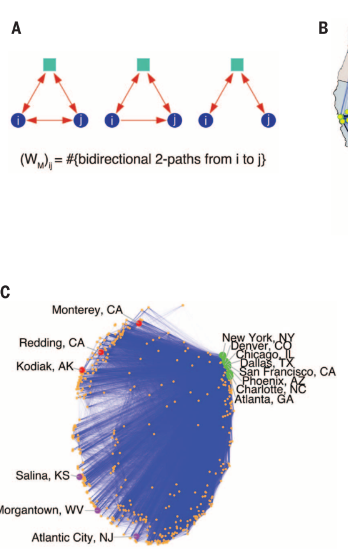 A
B
i
j
i
j
i
j
(W_M)_ij = #{bidirectional 2-paths from i to j}
C
Monterey, CA
Redding, CA
Kodiak, AK
Salina, KS
Morgantown, WV
Atlantic City, NJ
New York, NY
Denver, CO
Chicago, IL
Dallas, TX
San Francisco, CA
Phoenix, AZ
Charlotte, NC
Atlanta, GA